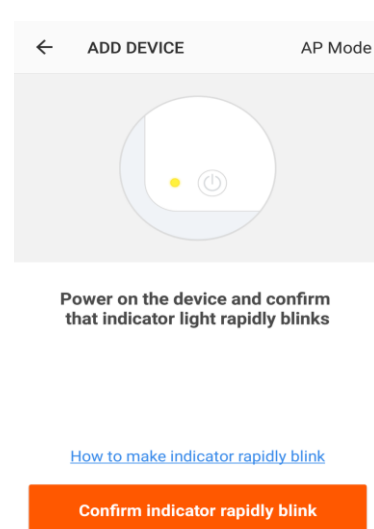 ADD DEVICE AP Mode
Power on the device and confirm
that indicator light rapidly blinks
How to make indicator rapidly blink
Confirm indicator rapidly blink